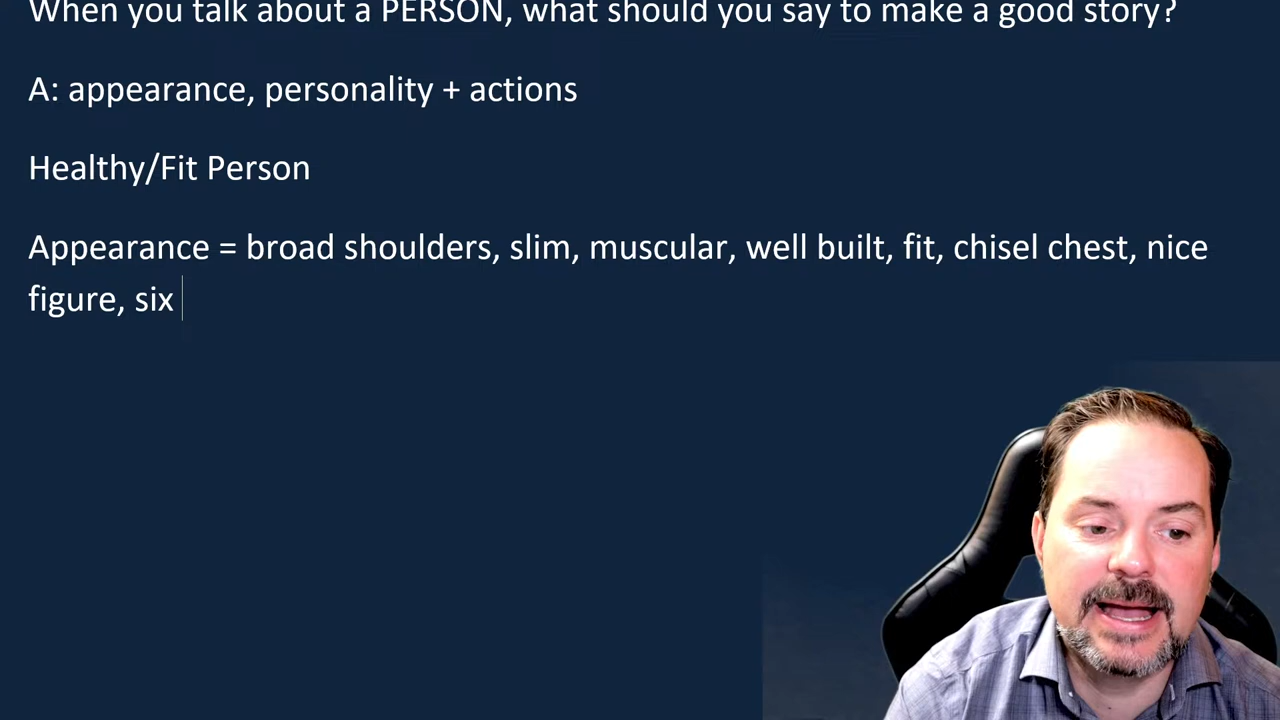 When you talk about a PERSON, what should you say to make a good story?
A: appearance, personality + actions
Healthy/Fit Person
Appearance = broad shoulders, slim, muscular, well built, fit, chisel chest, nice
figure, six